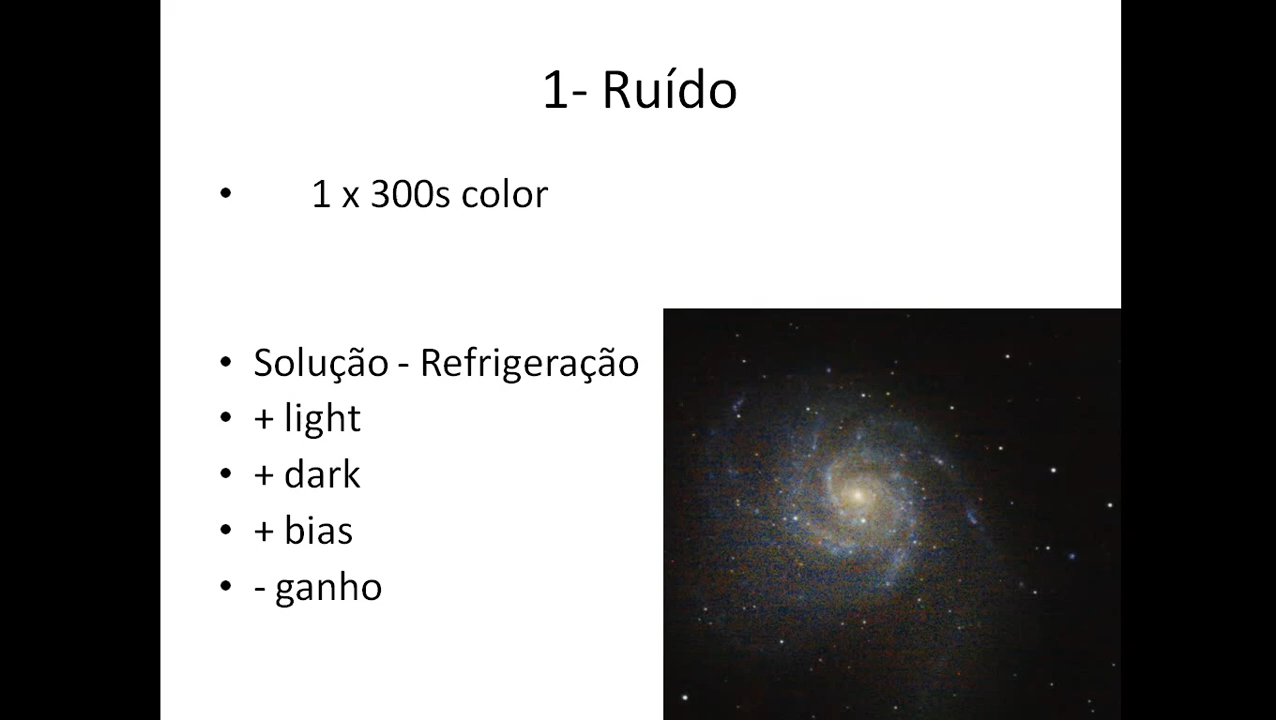 1- Ruído
• 1 x 300s color
• Solução - Refrigeração
• + light
• + dark
• + bias
• - ganho